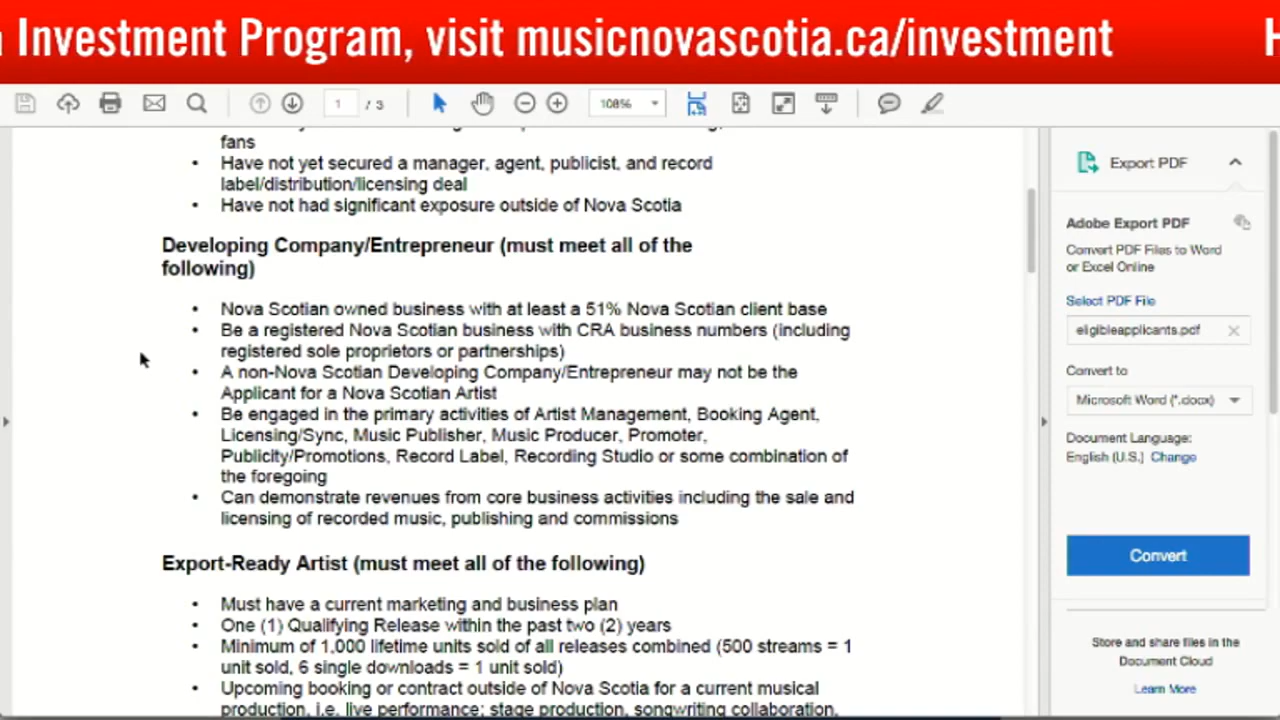 Investment Program, visit musicnovascotia.ca/investment
1 / 3
108%
fans
• Have not yet secured a manager, agent, publicist, and record
label/distribution/licensing deal
• Have not had significant exposure outside of Nova Scotia
Developing Company/Entrepreneur (must meet all of the
following)
• Nova Scotian owned business with at least a 51% Nova Scotian client base
• Be a registered Nova Scotian business with CRA business numbers (including
registered sole proprietors or partnerships)
• A non-Nova Scotian Developing Company/Entrepreneur may not be the
Applicant for a Nova Scotian Artist
• Be engaged in the primary activities of Artist Management, Booking Agent,
Licensing/Sync, Music Publisher, Music Producer, Promoter,
Publicity/Promotions, Record Label, Recording Studio or some combination of
the foregoing
• Can demonstrate revenues from core business activities including the sale and
licensing of recorded music, publishing and commissions
Export-Ready Artist (must meet all of the following)
• Must have a current marketing and business plan
• One (1) Qualifying Release within the past two (2) years
• Minimum of 1,000 lifetime units sold of all releases combined (500 streams = 1
unit sold, 6 single downloads = 1 unit sold)
• Upcoming booking or contract outside of Nova Scotia for a current musical
production, i.e. live performance; stage production, songwriting collaboration,
Export PDF
Adobe Export PDF
Convert PDF Files to Word
or Excel Online
Select PDF File
eligibleapplicants.pdf
Convert to
Microsoft Word (*.docx)
Document Language:
English (U.S.) Change
Convert
Store and share files in the
Document Cloud
Learn More